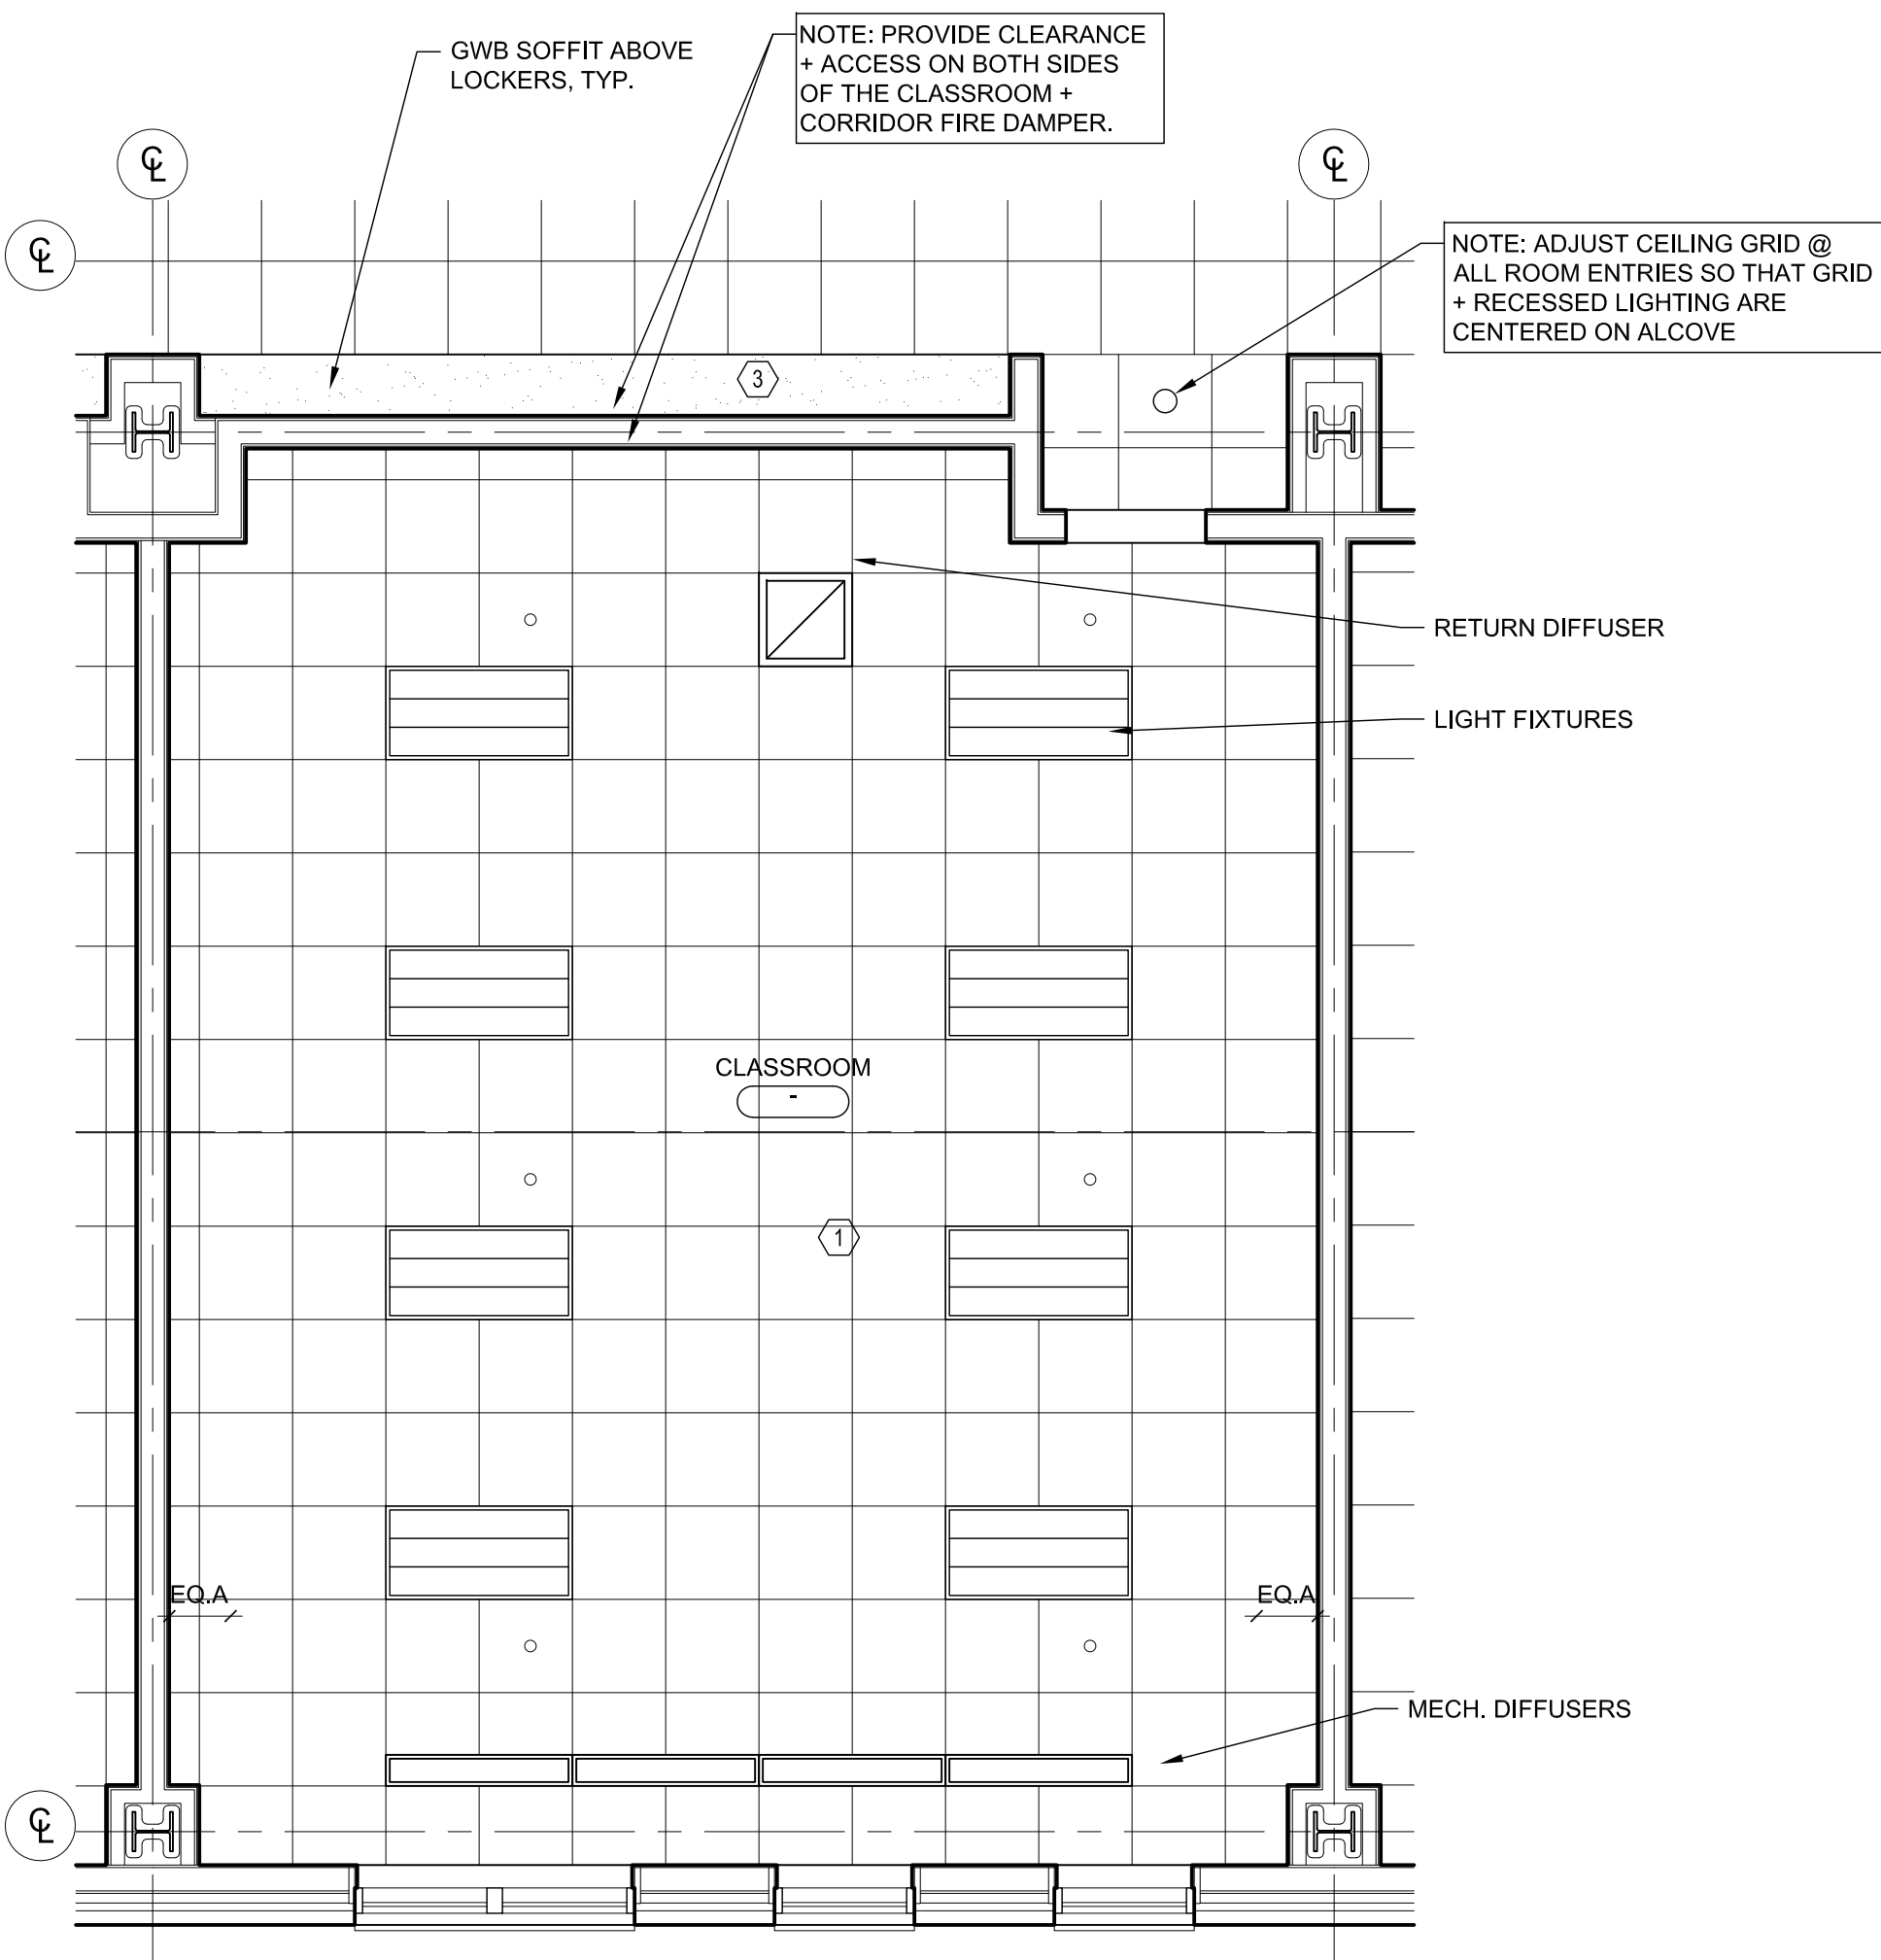 GWB SOFFIT ABOVE
LOCKERS, TYP.
NOTE: PROVIDE CLEARANCE
+ ACCESS ON BOTH SIDES
OF THE CLASSROOM +
CORRIDOR FIRE DAMPER.
℄
℄
℄
NOTE: ADJUST CEILING GRID @
ALL ROOM ENTRIES SO THAT GRID
+ RECESSED LIGHTING ARE
CENTERED ON ALCOVE
3
RETURN DIFFUSER
LIGHT FIXTURES
CLASSROOM
-
1
EQ.A
EQ.A
MECH. DIFFUSERS
℄